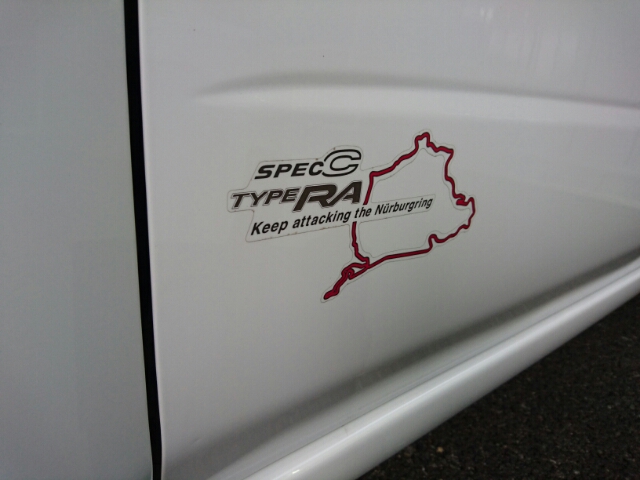 SPEC C
TYPE RA
Keep attacking the Nürburgring